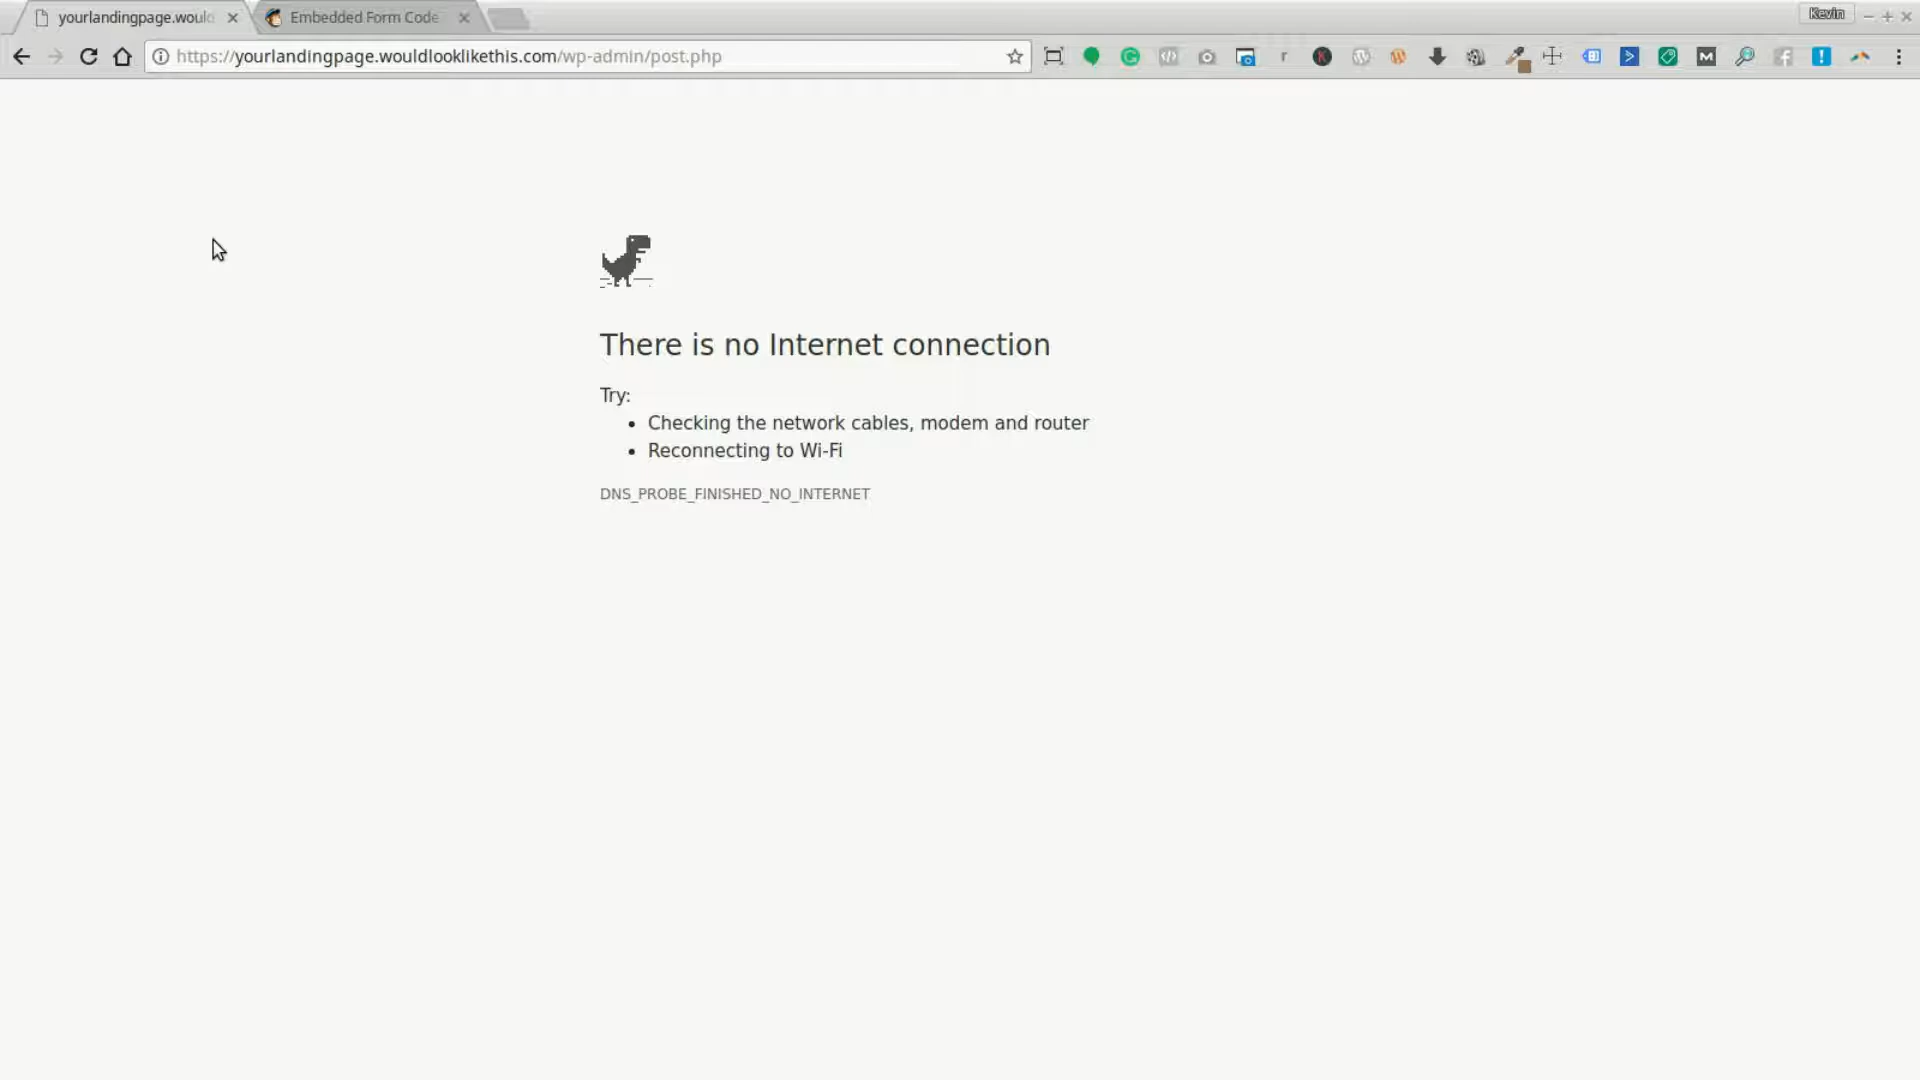 yourlandingpage.would
Embedded Form Code
Kevin
https://yourlandingpage.wouldlooklikethis.com/wp-admin/post.php
There is no Internet connection
Try:
Checking the network cables, modem and router
Reconnecting to Wi-Fi
DNS_PROBE_FINISHED_NO_INTERNET